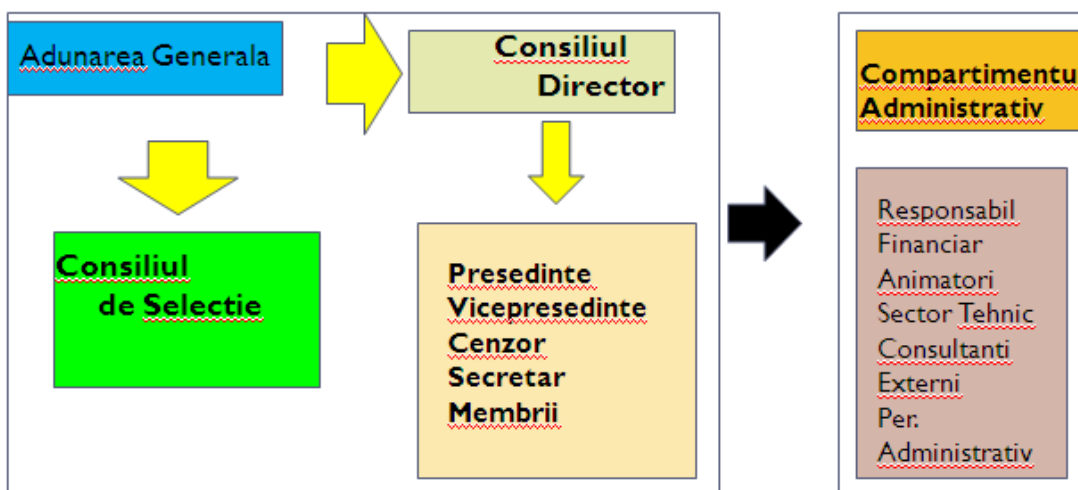 Adunarea Generala
Consiliul
Director
Consiliul
de Selectie
Presedinte
Vicepresedinte
Cenzor
Secretar
Membrii
Compartimentu
Administrativ
Responsabil
Financiar
Animatori
Sector Tehnic
Consultanti
Externi
Per.
Administrativ